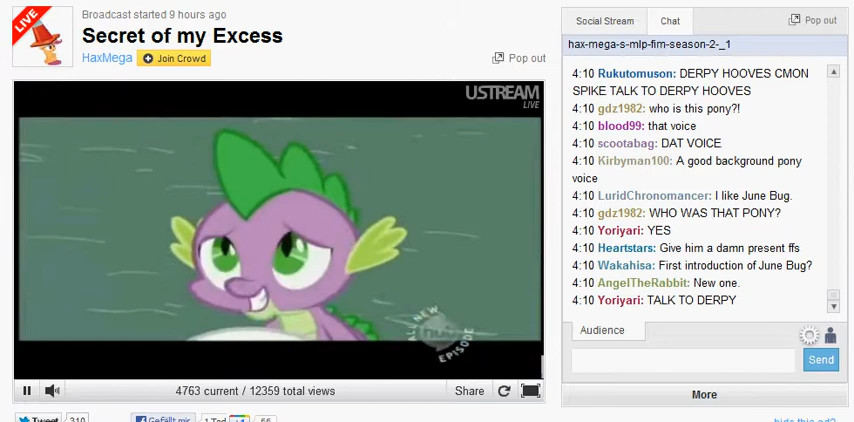 LIVE
Broadcast started 9 hours ago
Secret of my Excess
HaxMega
Join Crowd
Pop out
USTREAM
LIVE
ALL NEW
hub
EPISODE
4763 current / 12359 total views
Share
Tweet
310
Gefällt mir
1 Tsd
+1
66
Social Stream
Chat
Pop out
hax-mega-s-mlp-fim-season-2-_1
4:10 Rukutomuson: DERPY HOOVES CMON
SPIKE TALK TO DERPY HOOVES
4:10 gdz1982: who is this pony?!
4:10 blood99: that voice
4:10 scootabag: DAT VOICE
4:10 Kirbyman100: A good background pony
voice
4:10 LuridChronomancer: I like June Bug.
4:10 gdz1982: WHO WAS THAT PONY?
4:10 Yoriyari: YES
4:10 Heartstars: Give him a damn present ffs
4:10 Wakahisa: First introduction of June Bug?
4:10 AngelTheRabbit: New one.
4:10 Yoriyari: TALK TO DERPY
Audience
Send
More
hide this ad?